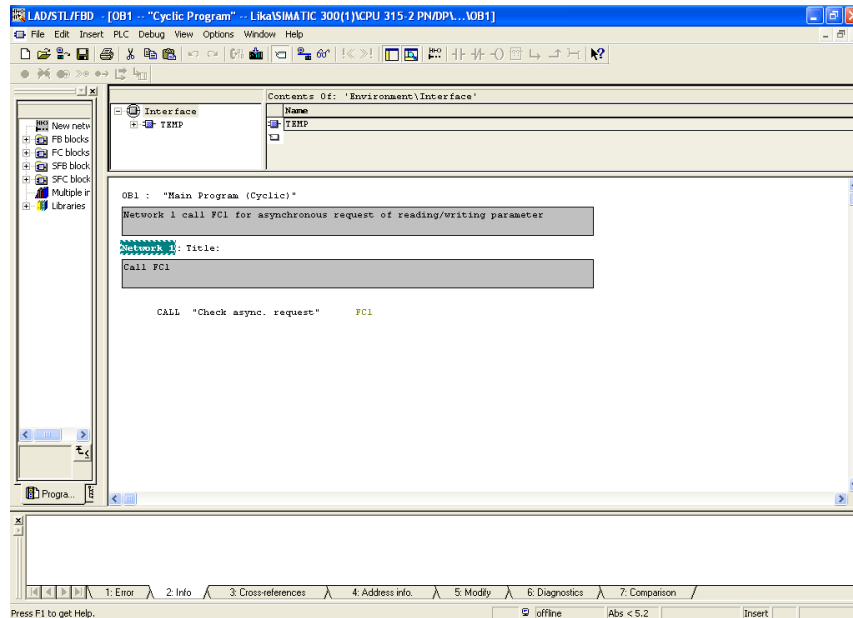 LAD/STL/FBD - [OB1 -- "Cyclic Program" -- Lika\SIMATIC 300(1)\CPU 315-2 PN/DP\...\OB1]
File Edit Insert PLC Debug View Options Window Help
Contents Of: 'Environment\Interface'
Interface
TEMP
Name
TEMP
New netw
FB blocks
FC blocks
SFB block
SFC block
Multiple in
Libraries
OB1 : "Main Program (Cyclic)"
Network 1 call FC1 for asynchronous request of reading/writing parameter
Network 1: Title:
Call FC1
CALL "Check async. request" FC1
Progra...
1: Error 2: Info 3: Cross-references 4: Address info. 5: Modify 6: Diagnostics 7: Comparison
Press F1 to get Help. offline Abs < 5.2 Insert